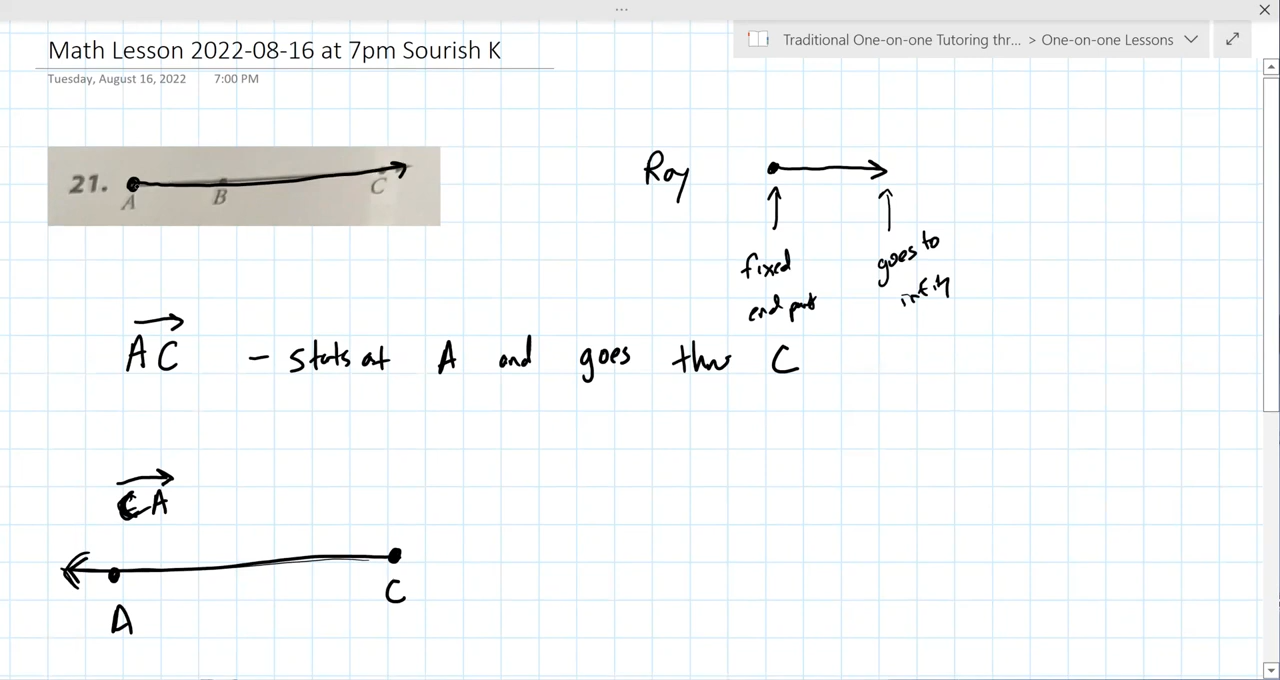 Math Lesson 2022-08-16 at 7pm Sourish K
Tuesday, August 16, 2022 7:00 PM
Traditional One-on-one Tutoring thr... > One-on-one Lessons
21.
A B C
Ray
fixed
end point
goes to
AC - starts at A and goes thru C
CA
A C